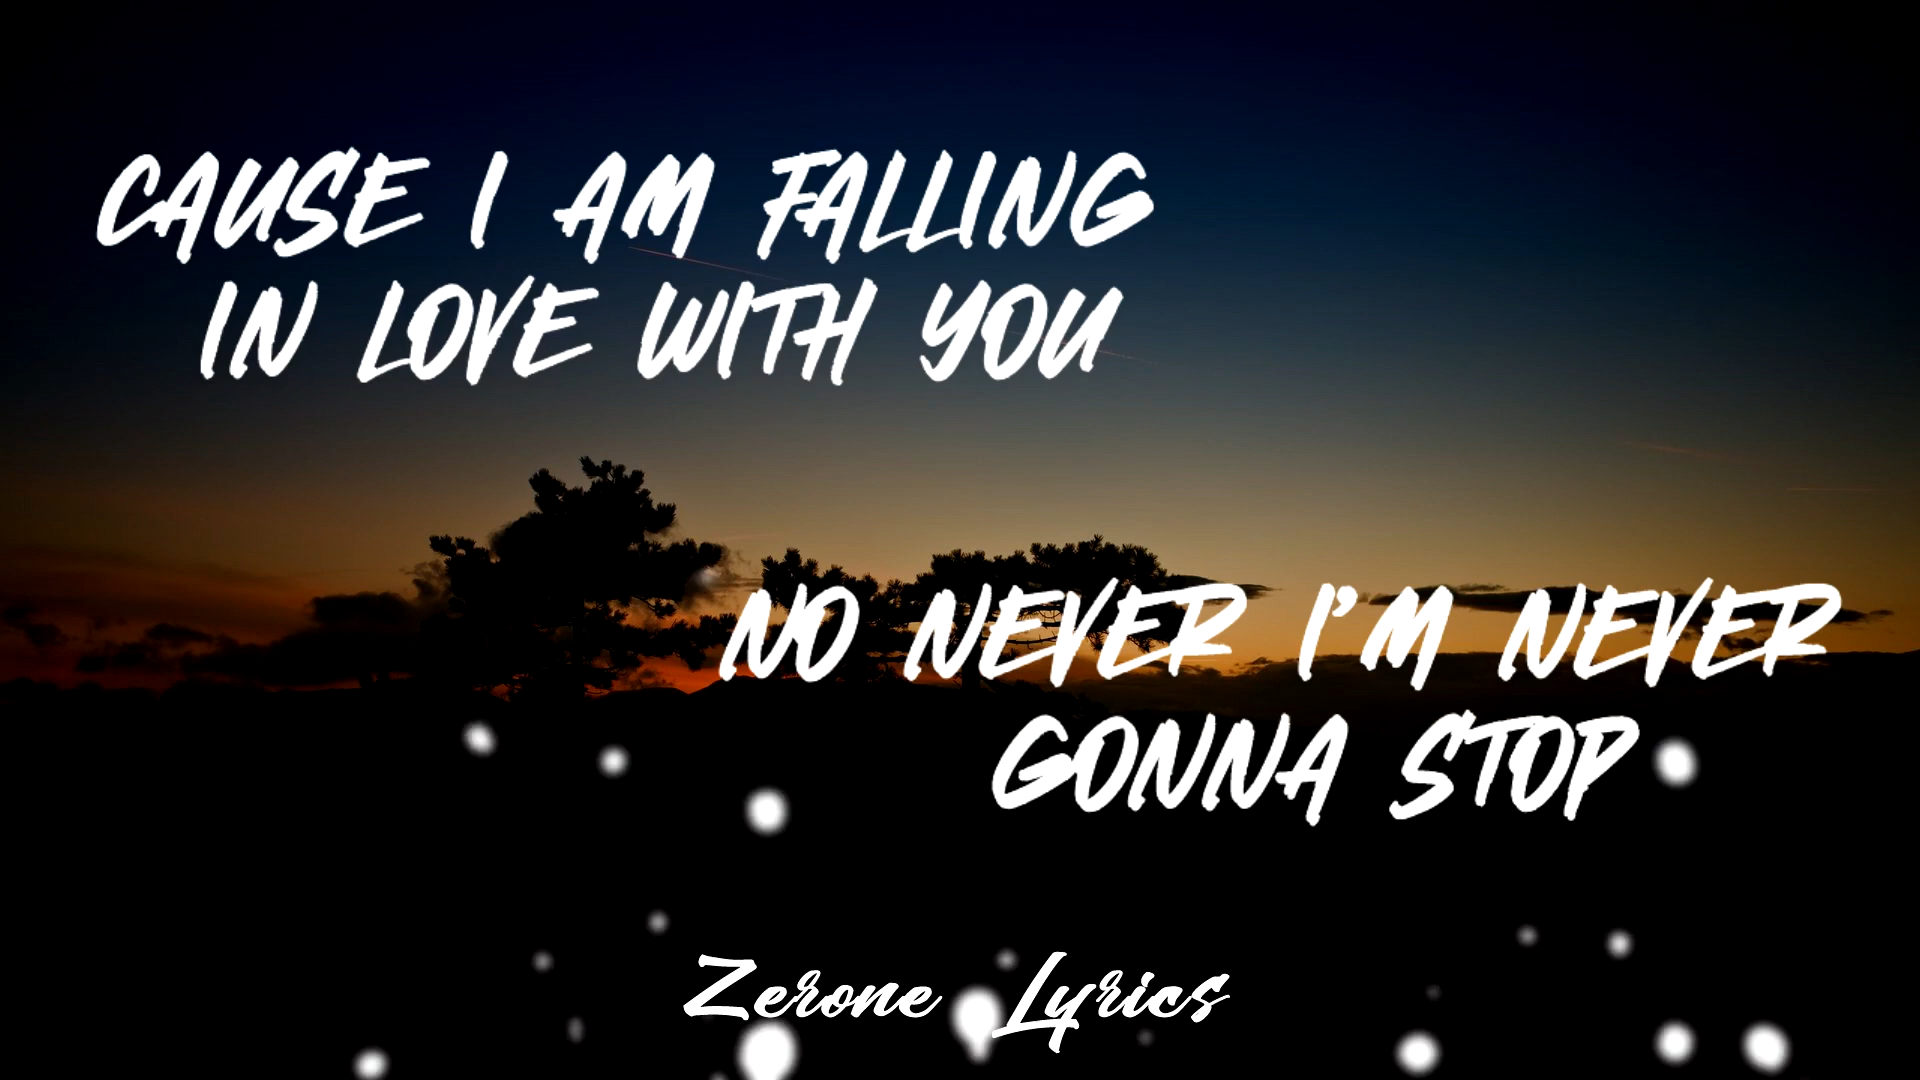 CAUSE I AM FALLING
IN LOVE WITH YOU
NO NEVER I'M NEVER
GONNA STOP
Zerone Lyrics